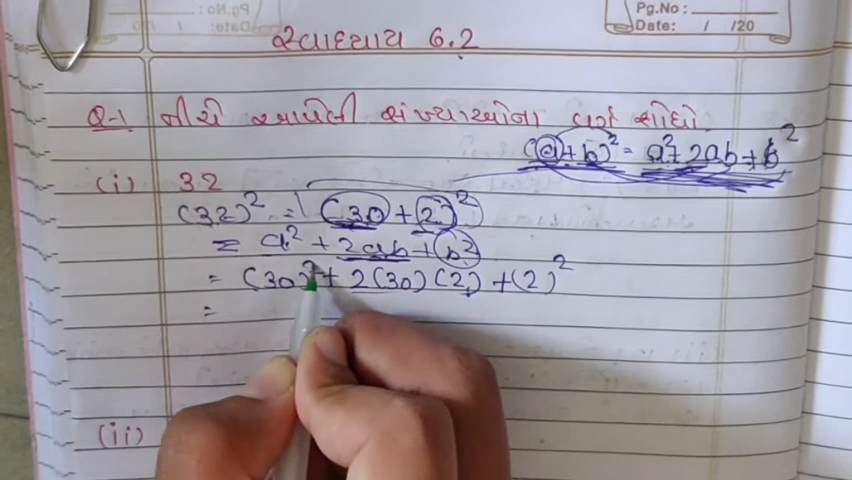 Pg.No :
Date: / /20
સ્વાધ્યાય 6.2
Q-1 નીચે આપેલી સંખ્યાઓના વર્ગ શોધો.
(a+b)² = a²+2ab+b²
(i) 32
(32)² = (30+2)²
= a²+2ab+b²
= (30)²+2(30)(2)+(2)²
=
(ii)